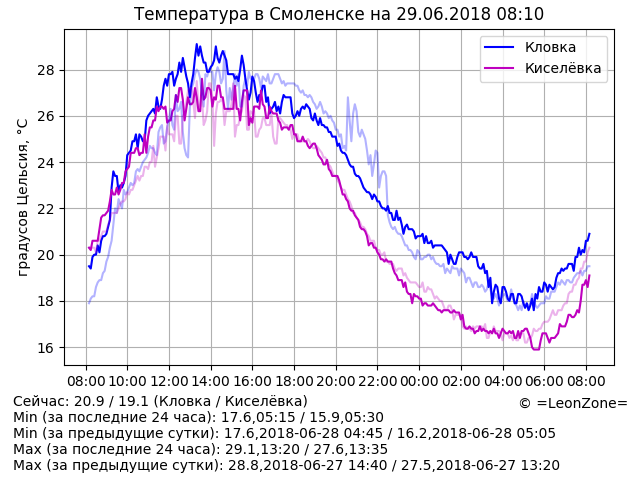 Температура в Смоленске на 29.06.2018 08:10
градусов Цельсия, °C
28
26
24
22
20
18
16
Кловка
Киселёвка
08:00 10:00 12:00 14:00 16:00 18:00 20:00 22:00 00:00 02:00 04:00 06:00 08:00
Сейчас: 20.9 / 19.1 (Кловка / Киселёвка)
© =LeonZone=
Min (за последние 24 часа): 17.6,05:15 / 15.9,05:30
Min (за предыдущие сутки): 17.6,2018-06-28 04:45 / 16.2,2018-06-28 05:05
Max (за последние 24 часа): 29.1,13:20 / 27.6,13:35
Max (за предыдущие сутки): 28.8,2018-06-27 14:40 / 27.5,2018-06-27 13:20